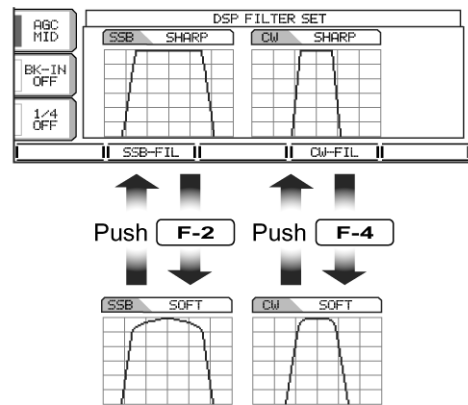 AGC
MID
BK-IN
OFF
1/4
OFF
DSP FILTER SET
SSB SHARP CW SHARP
SSB-FIL CW-FIL
Push F-2 Push F-4
SSB SOFT CW SOFT